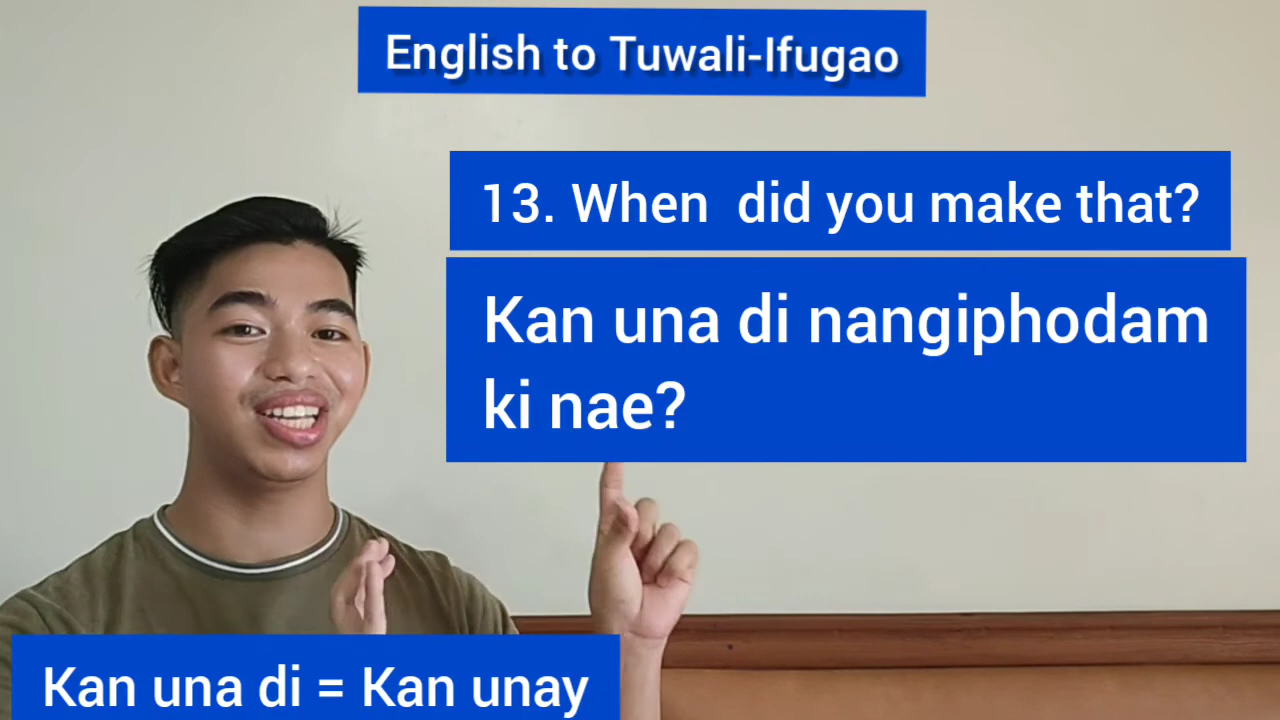 English to Tuwali-Ifugao
13. When did you make that?
Kan una di nangiphodam
ki nae?
Kan una di = Kan unay